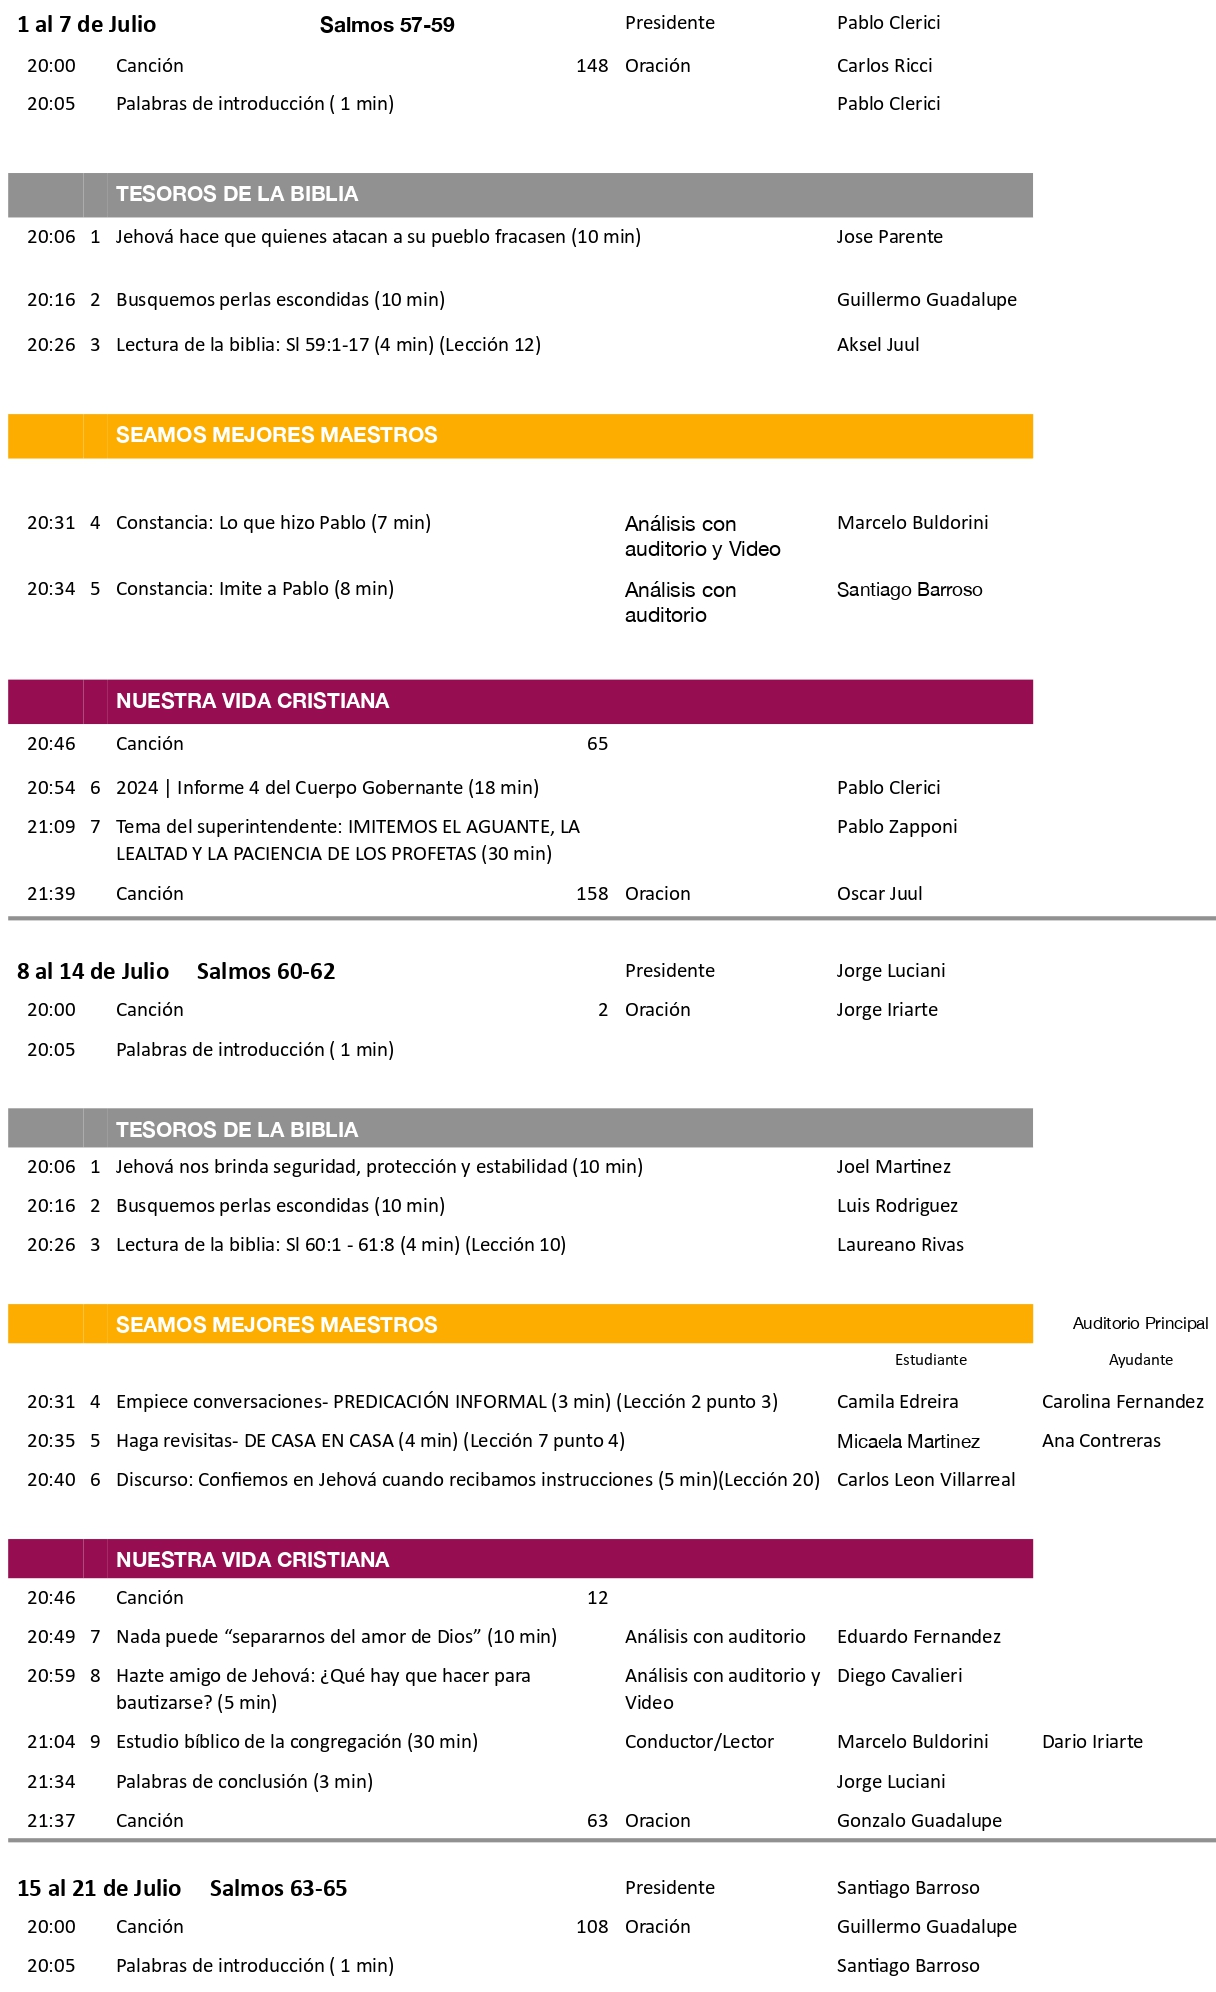 1 al 7 de Julio Salmos 57-59 Presidente Pablo Clerici
20:00 Canción 148 Oración Carlos Ricci
20:05 Palabras de introducción ( 1 min) Pablo Clerici
TESOROS DE LA BIBLIA
20:06 1 Jehová hace que quienes atacan a su pueblo fracasen (10 min) Jose Parente
20:16 2 Busquemos perlas escondidas (10 min) Guillermo Guadalupe
20:26 3 Lectura de la biblia: Sl 59:1-17 (4 min) (Lección 12) Aksel Juul
SEAMOS MEJORES MAESTROS
20:31 4 Constancia: Lo que hizo Pablo (7 min) Análisis con Marcelo Buldorini
auditorio y Video
20:34 5 Constancia: Imite a Pablo (8 min) Análisis con Santiago Barroso
auditorio
NUESTRA VIDA CRISTIANA
20:46 Canción 65
20:54 6 2024 | Informe 4 del Cuerpo Gobernante (18 min) Pablo Clerici
21:09 7 Tema del superintendente: IMITEMOS EL AGUANTE, LA Pablo Zapponi
LEALTAD Y LA PACIENCIA DE LOS PROFETAS (30 min)
21:39 Canción 158 Oracion Oscar Juul
8 al 14 de Julio Salmos 60-62 Presidente Jorge Luciani
20:00 Canción 2 Oración Jorge Iriarte
20:05 Palabras de introducción ( 1 min)
TESOROS DE LA BIBLIA
20:06 1 Jehová nos brinda seguridad, protección y estabilidad (10 min) Joel Martinez
20:16 2 Busquemos perlas escondidas (10 min) Luis Rodriguez
20:26 3 Lectura de la biblia: Sl 60:1 - 61:8 (4 min) (Lección 10) Laureano Rivas
SEAMOS MEJORES MAESTROS Auditorio Principal
Estudiante Ayudante
20:31 4 Empiece conversaciones- PREDICACIÓN INFORMAL (3 min) (Lección 2 punto 3) Camila Edreira Carolina Fernandez
20:35 5 Haga revisitas- DE CASA EN CASA (4 min) (Lección 7 punto 4) Micaela Martinez Ana Contreras
20:40 6 Discurso: Confiemos en Jehová cuando recibamos instrucciones (5 min)(Lección 20) Carlos Leon Villarreal
NUESTRA VIDA CRISTIANA
20:46 Canción 12
20:49 7 Nada puede “separarnos del amor de Dios” (10 min) Análisis con auditorio Eduardo Fernandez
20:59 8 Hazte amigo de Jehová: ¿Qué hay que hacer para Análisis con auditorio y Diego Cavalieri
bautizarse? (5 min) Video
21:04 9 Estudio bíblico de la congregación (30 min) Conductor/Lector Marcelo Buldorini Dario Iriarte
21:34 Palabras de conclusión (3 min) Jorge Luciani
21:37 Canción 63 Oracion Gonzalo Guadalupe
15 al 21 de Julio Salmos 63-65 Presidente Santiago Barroso
20:00 Canción 108 Oración Guillermo Guadalupe
20:05 Palabras de introducción ( 1 min) Santiago Barroso